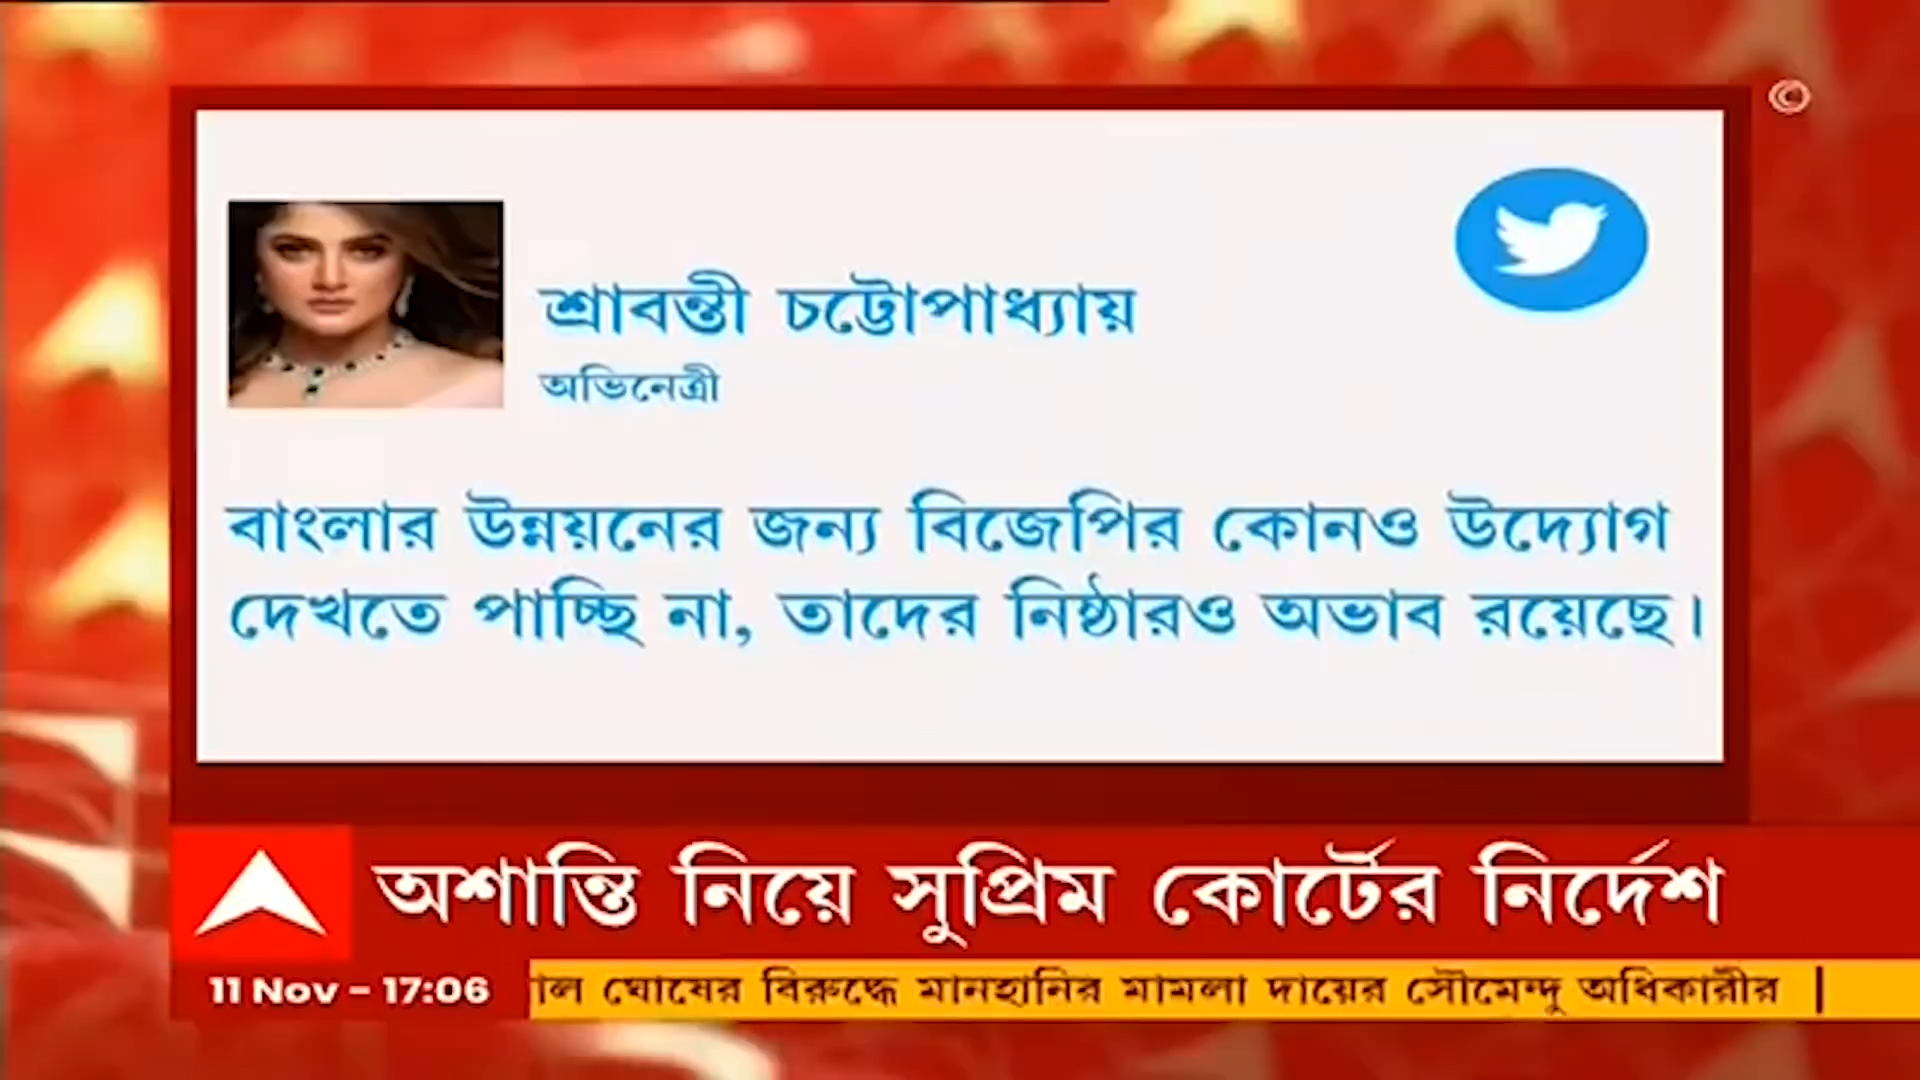 শ্রাবন্তী চট্টোপাধ্যায়
অভিনেত্রী
বাংলার উন্নয়নের জন্য বিজেপির কোনও উদ্যোগ
দেখতে পাচ্ছি না, তাদের নিষ্ঠারও অভাব রয়েছে।
অশান্তি নিয়ে সুপ্রিম কোর্টের নির্দেশ
11 Nov - 17:06
ঘোষের বিরুদ্ধে মানহানির মামলা দায়ের সৌমেন্দু অধিকারীর |